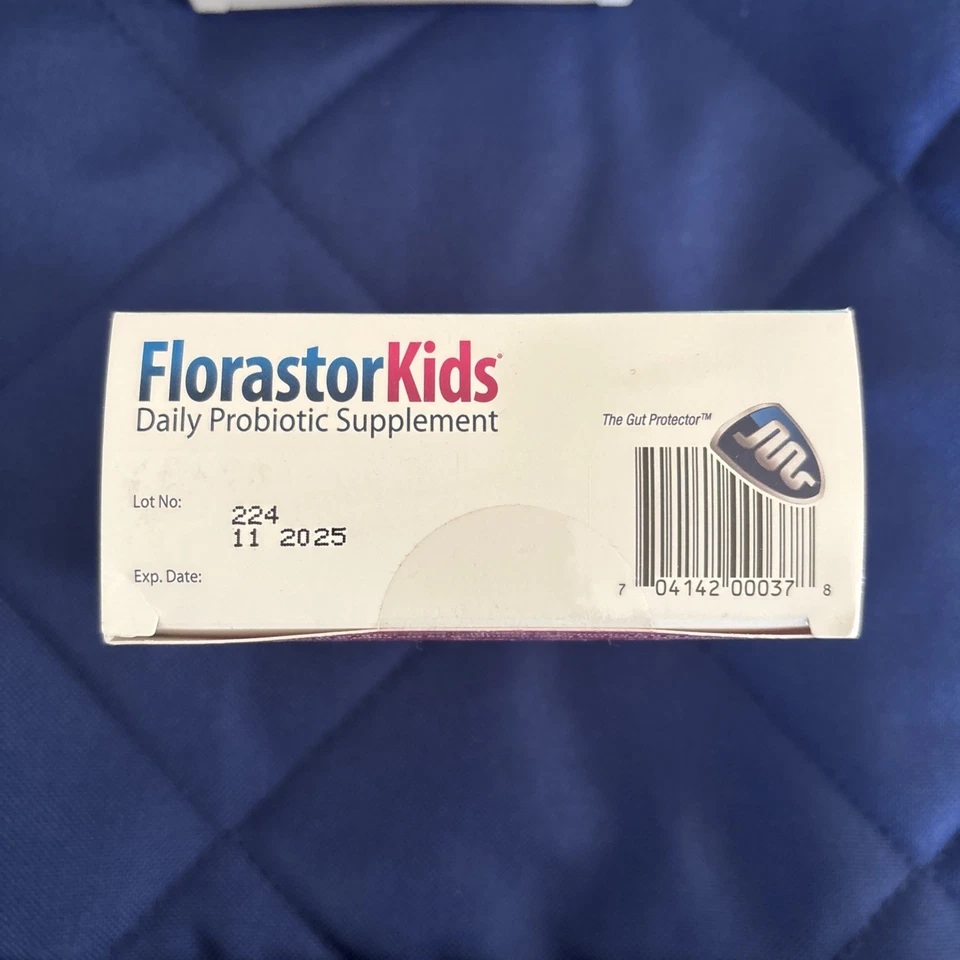 FlorastorKids®
Daily Probiotic Supplement
The Gut Protector™
Lot No:
224
11 2025
Exp. Date:
7 04142 00037 8